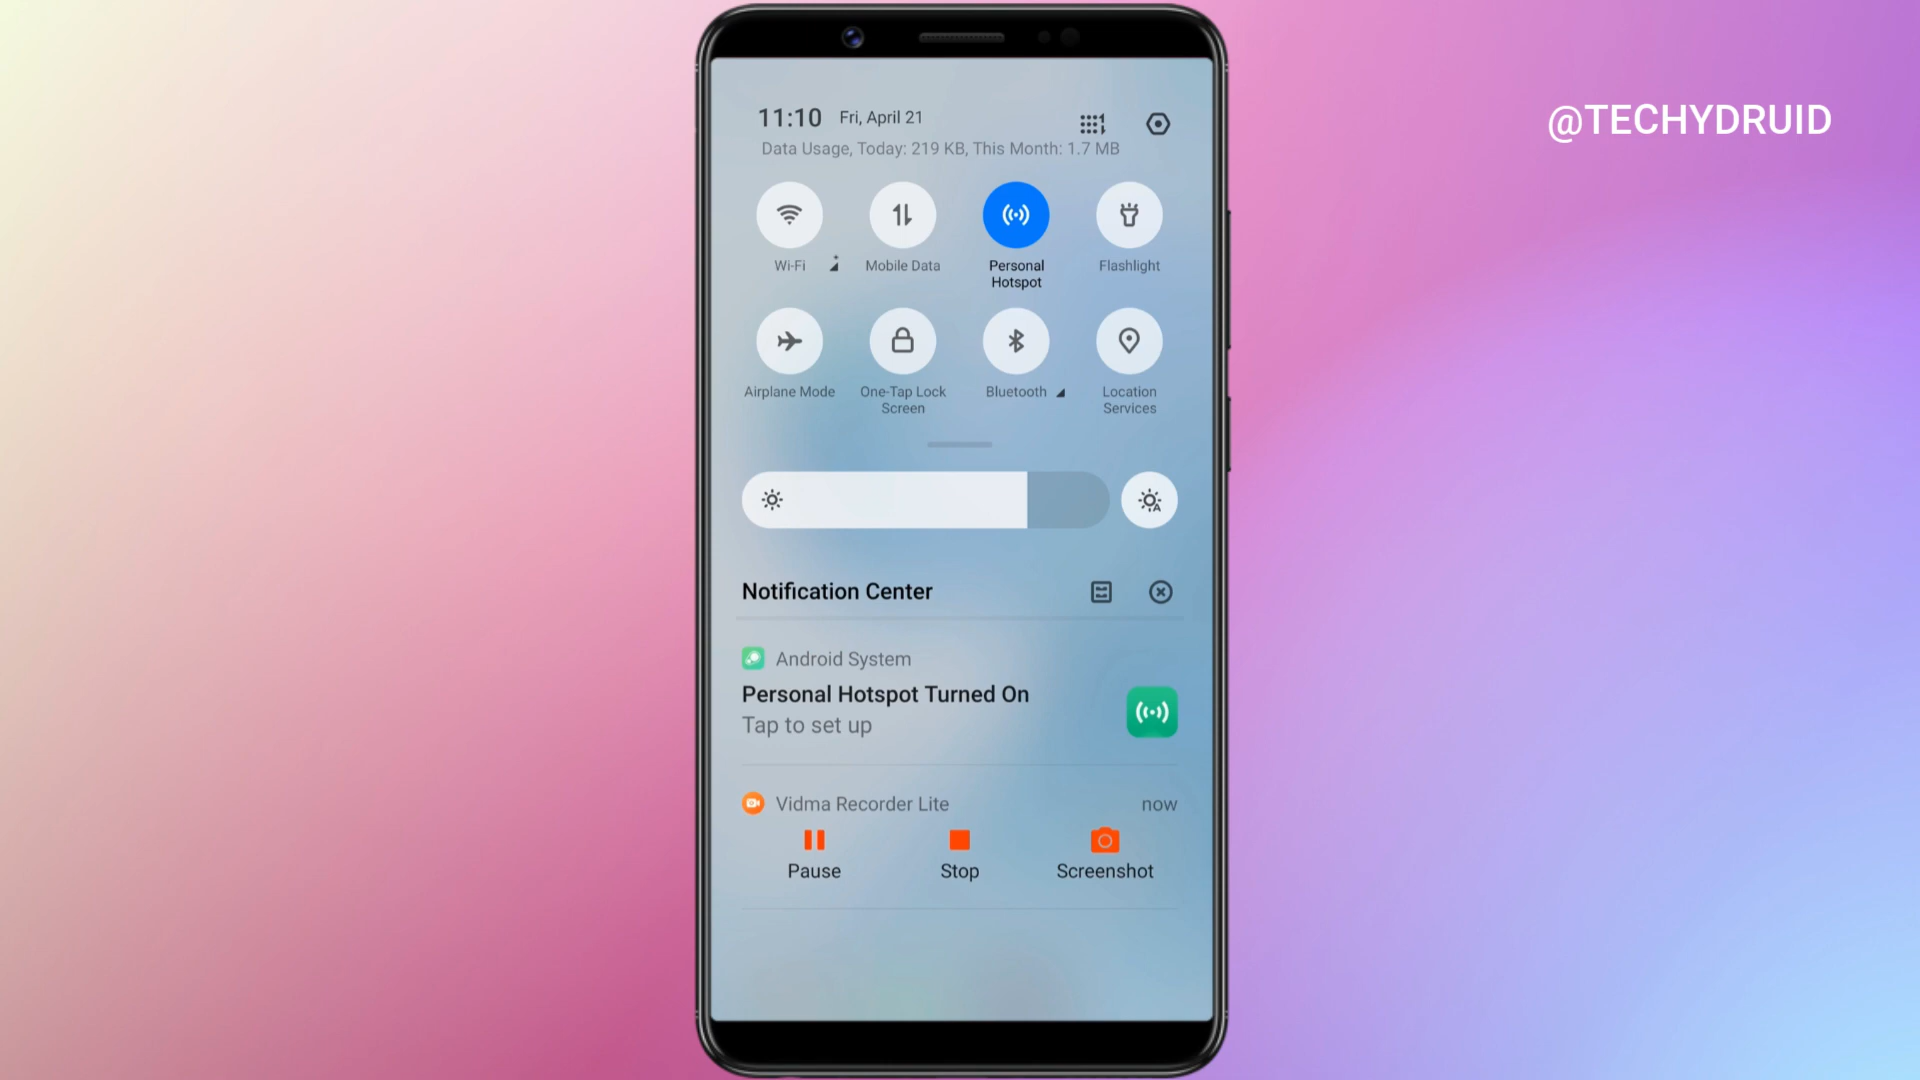 @TECHYDRUID
11:10 Fri, April 21
Data Usage, Today: 219 KB, This Month: 1.7 MB
Wi-Fi Mobile Data Personal Hotspot Flashlight
Airplane Mode One-Tap Lock Screen Bluetooth Location Services
Notification Center
Android System
Personal Hotspot Turned On
Tap to set up
Vidma Recorder Lite now
Pause Stop Screenshot